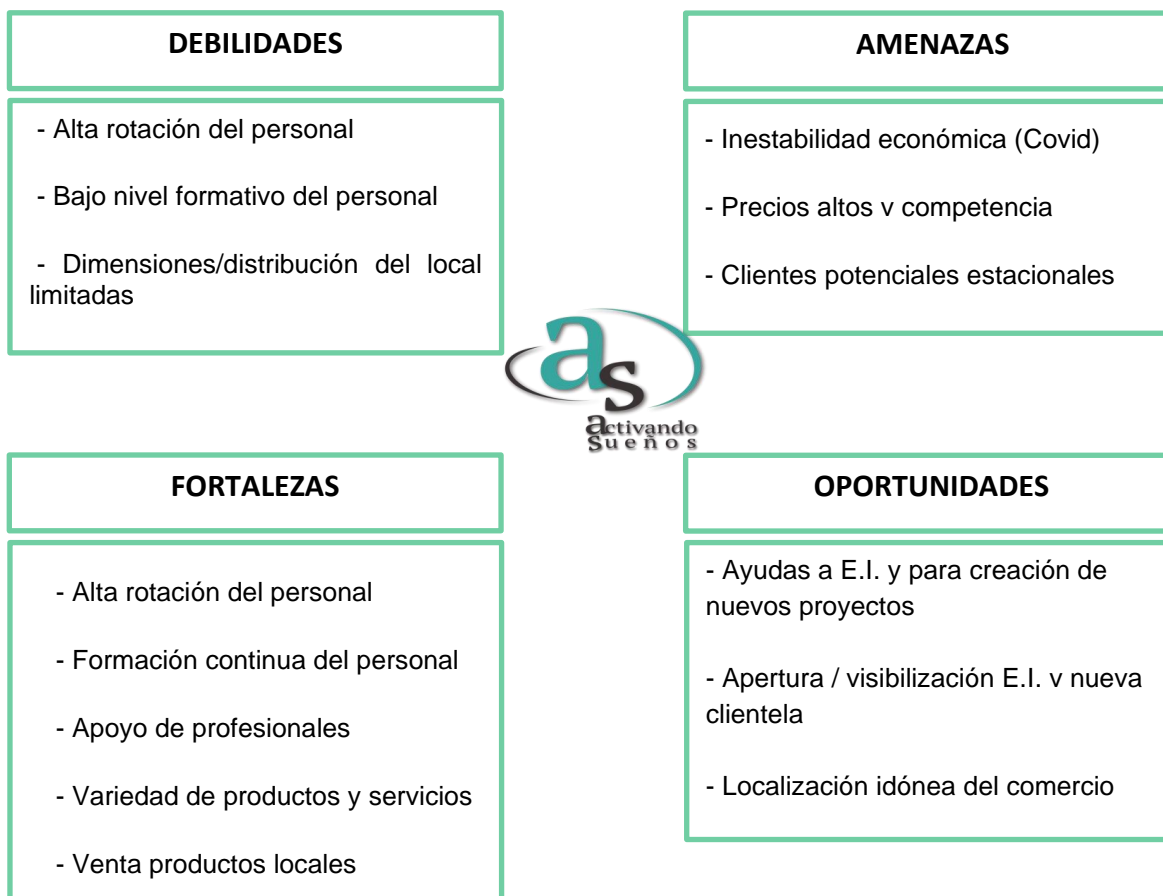 DEBILIDADES
- Alta rotación del personal
- Bajo nivel formativo del personal
- Dimensiones/distribución del local
limitadas
AMENAZAS
- Inestabilidad económica (Covid)
- Precios altos v competencia
- Clientes potenciales estacionales
as
activando
sueños
FORTALEZAS
- Alta rotación del personal
- Formación continua del personal
- Apoyo de profesionales
- Variedad de productos y servicios
- Venta productos locales
OPORTUNIDADES
- Ayudas a E.I. y para creación de
nuevos proyectos
- Apertura / visibilización E.I. v nueva
clientela
- Localización idónea del comercio